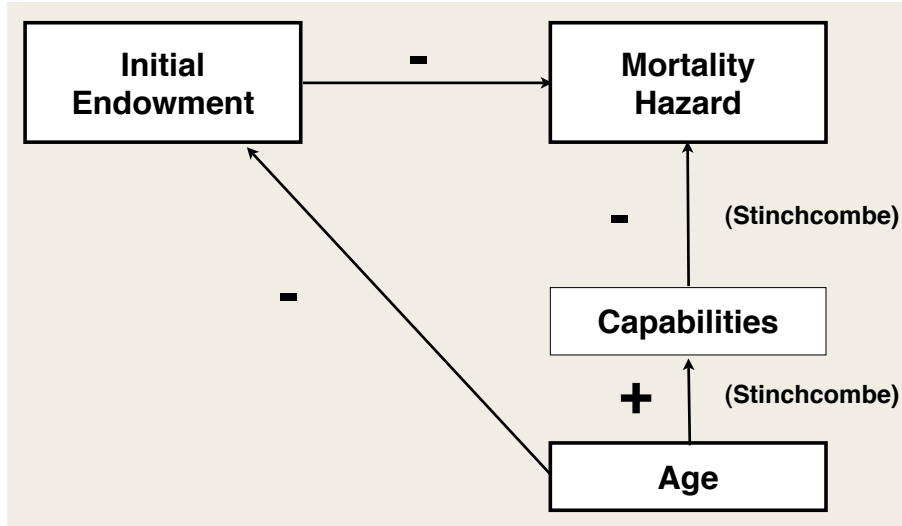 Initial
Endowment
-
Mortality
Hazard
-
(Stinchcombe)
-
Capabilities
+
(Stinchcombe)
Age